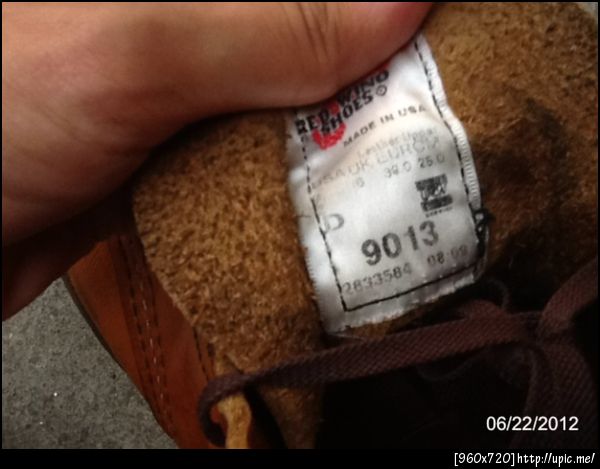 RED WING
SHOES®
MADE IN USA
USA UK EURO CM
6 39.0 25.0
D
9013
2833584 08-09
06/22/2012
[960x720]http://upic.me/